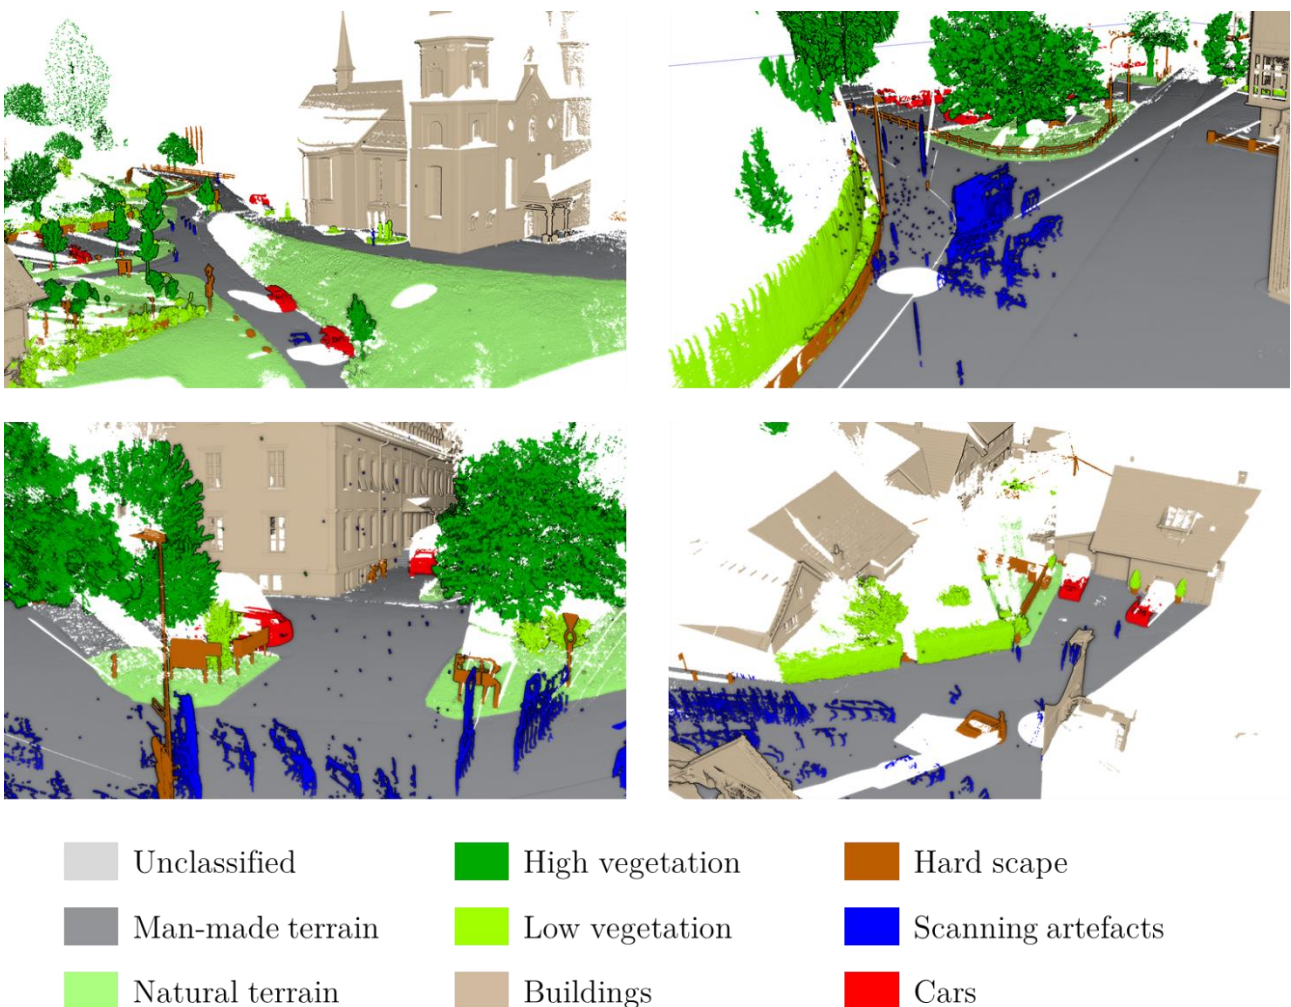 Unclassified
High vegetation
Hard scape
Man-made terrain
Low vegetation
Scanning artefacts
Natural terrain
Buildings
Cars